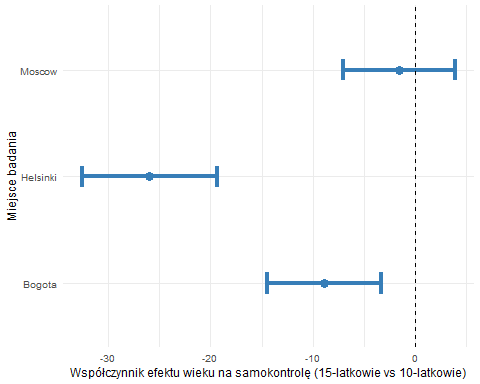 Miejsce badania
Moscow
Helsinki
Bogota
-30 -20 -10 0
Współczynnik efektu wieku na samokontrolę (15-latkowie vs 10-latkowie)